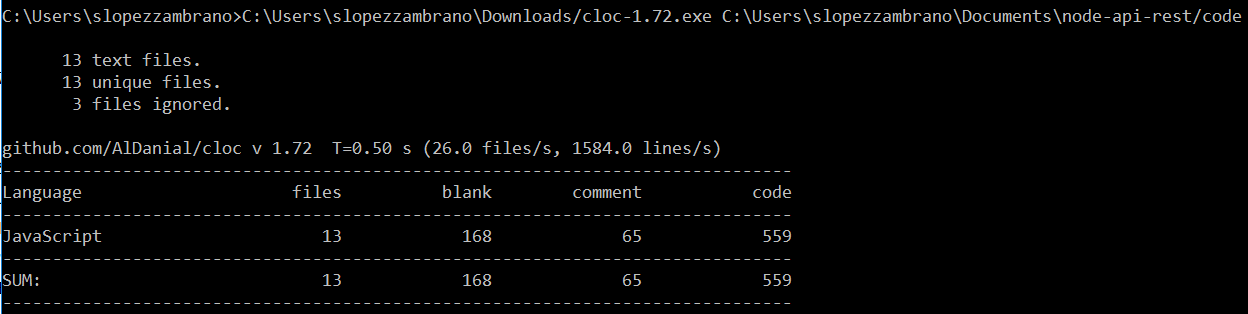 C:\Users\slopezzambrano>C:\Users\slopezzambrano\Downloads/cloc-1.72.exe C:\Users\slopezzambrano\Documents\node-api-rest/code
13 text files.
13 unique files.
3 files ignored.
github.com/AlDanial/cloc v 1.72  T=0.50 s (26.0 files/s, 1584.0 lines/s)
-------------------------------------------------------------------------------
Language                     files          blank        comment           code
-------------------------------------------------------------------------------
JavaScript                      13            168             65            559
-------------------------------------------------------------------------------
SUM:                            13            168             65            559
-------------------------------------------------------------------------------